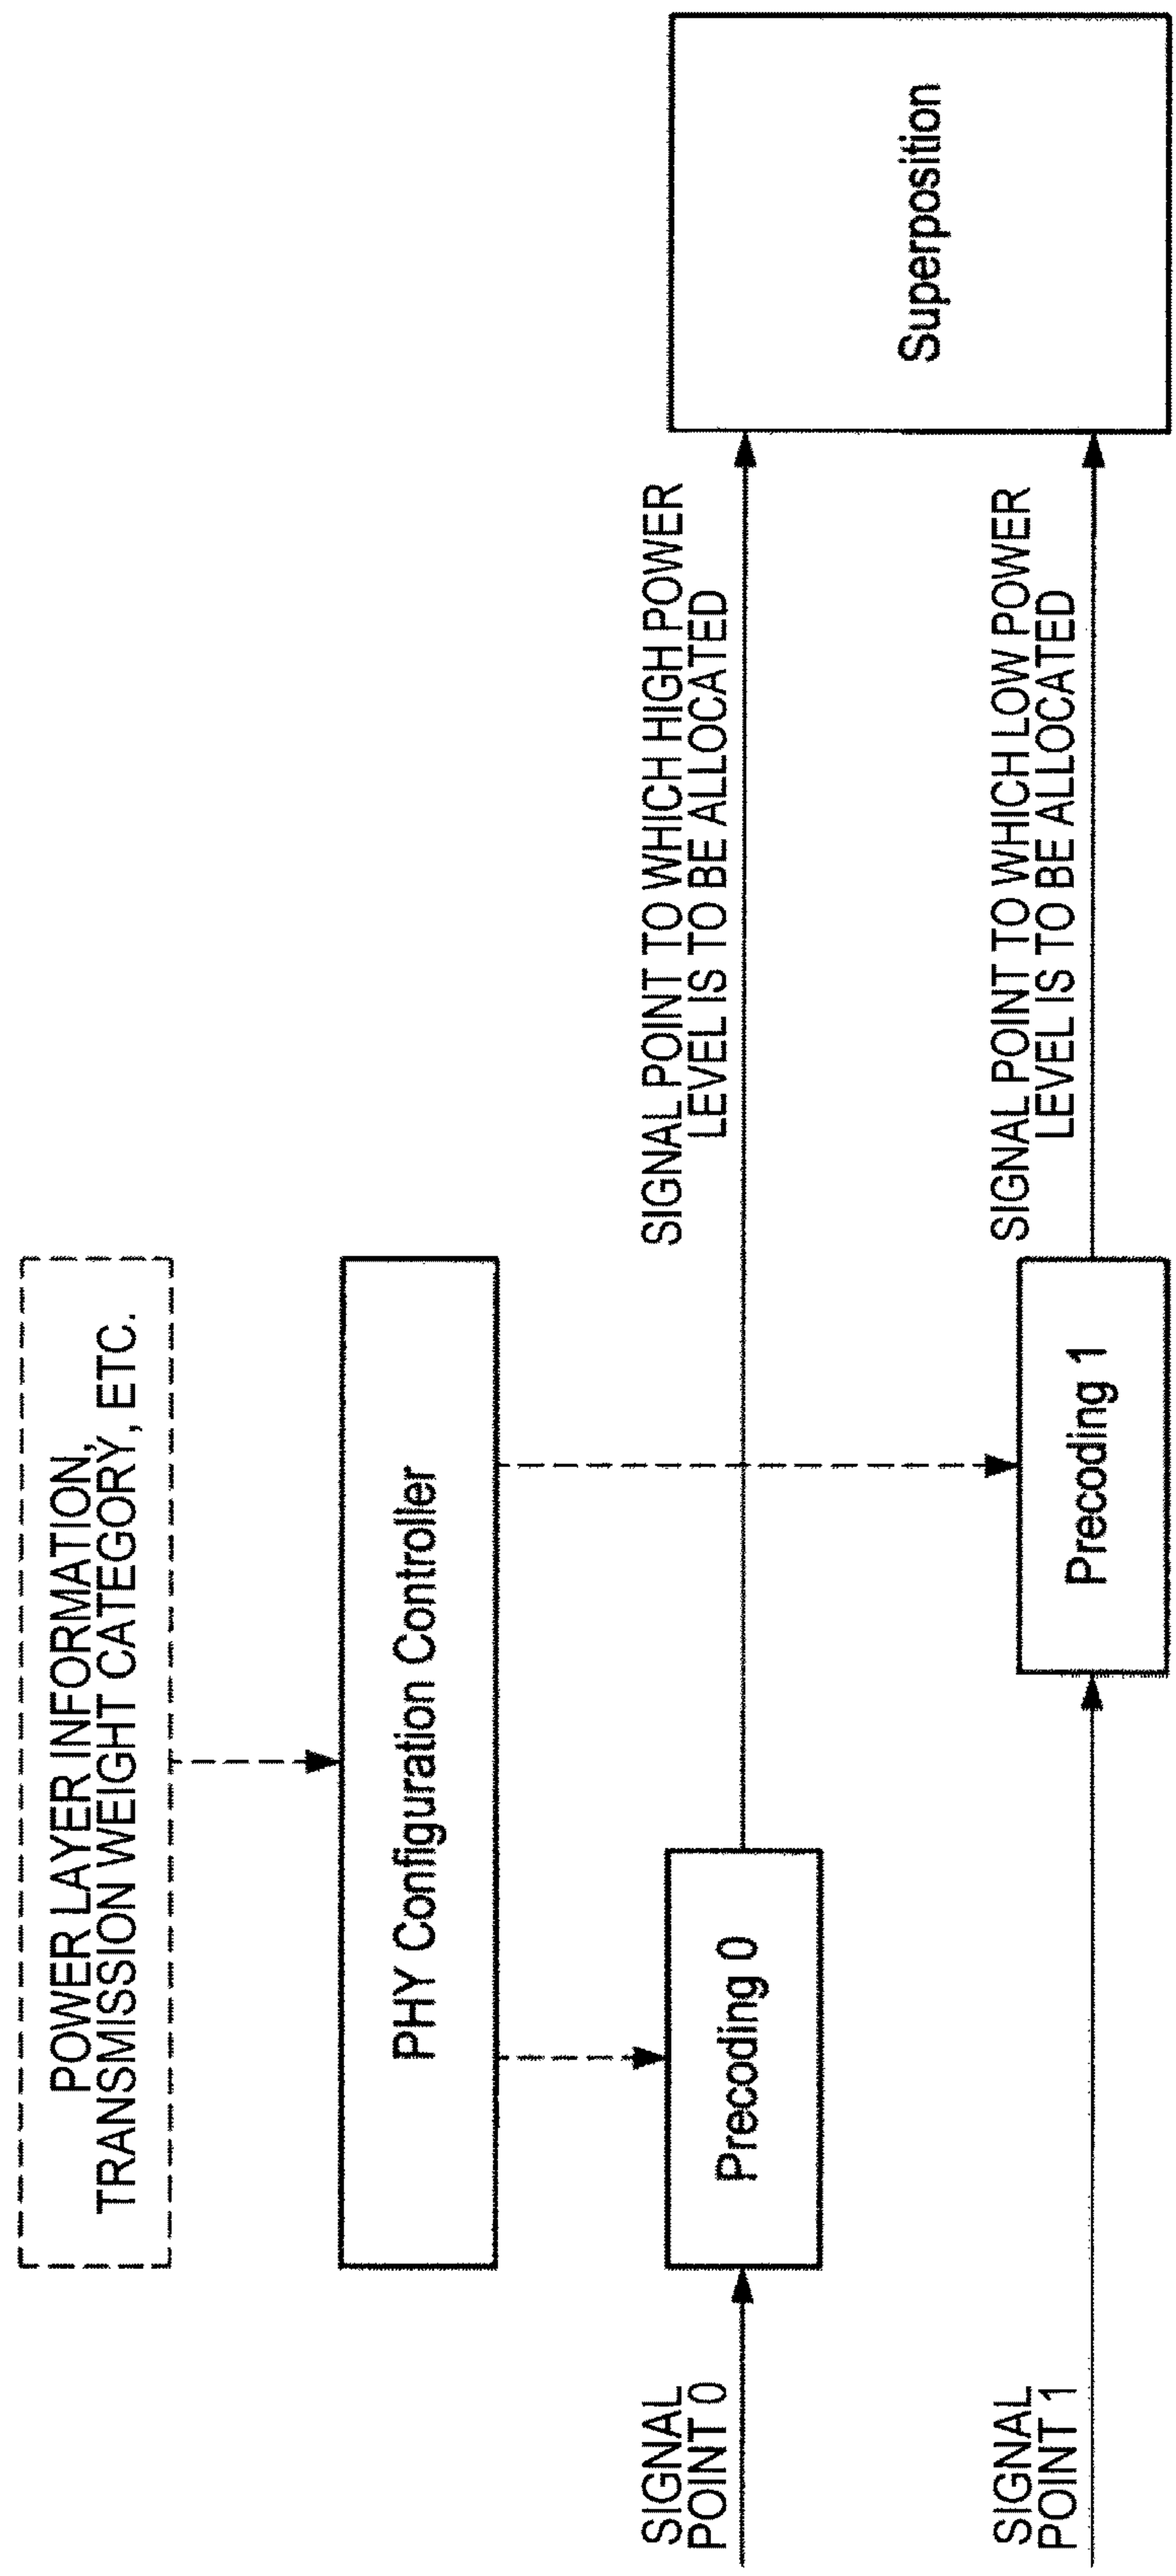 POWER LAYER INFORMATION,
TRANSMISSION WEIGHT CATEGORY, ETC.
PHY Configuration Controller
SIGNAL
POINT 0
Precoding 0
SIGNAL POINT TO WHICH HIGH POWER
LEVEL IS TO BE ALLOCATED
Superposition
SIGNAL
POINT 1
Precoding 1
SIGNAL POINT TO WHICH LOW POWER
LEVEL IS TO BE ALLOCATED